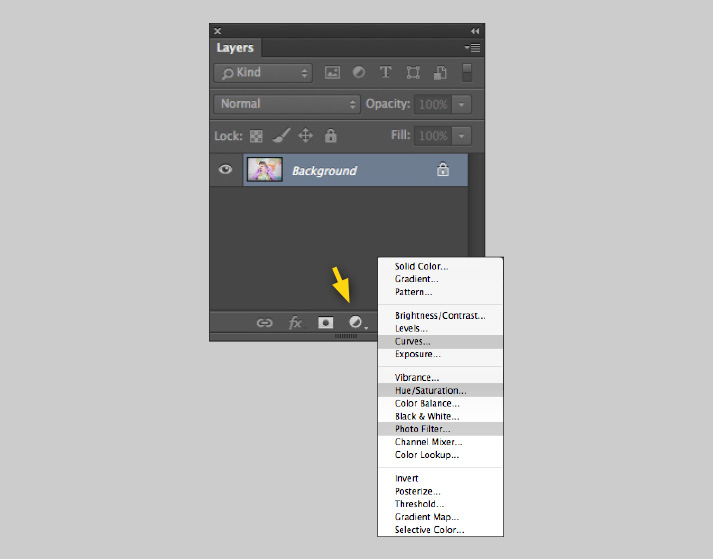 Layers
Kind
Normal
Opacity: 100%
Lock:
Fill: 100%
Background
fx
Solid Color...
Gradient...
Pattern...
Brightness/Contrast...
Levels...
Curves...
Exposure...
Vibrance...
Hue/Saturation...
Color Balance...
Black & White...
Photo Filter...
Channel Mixer...
Color Lookup...
Invert
Posterize...
Threshold...
Gradient Map...
Selective Color...